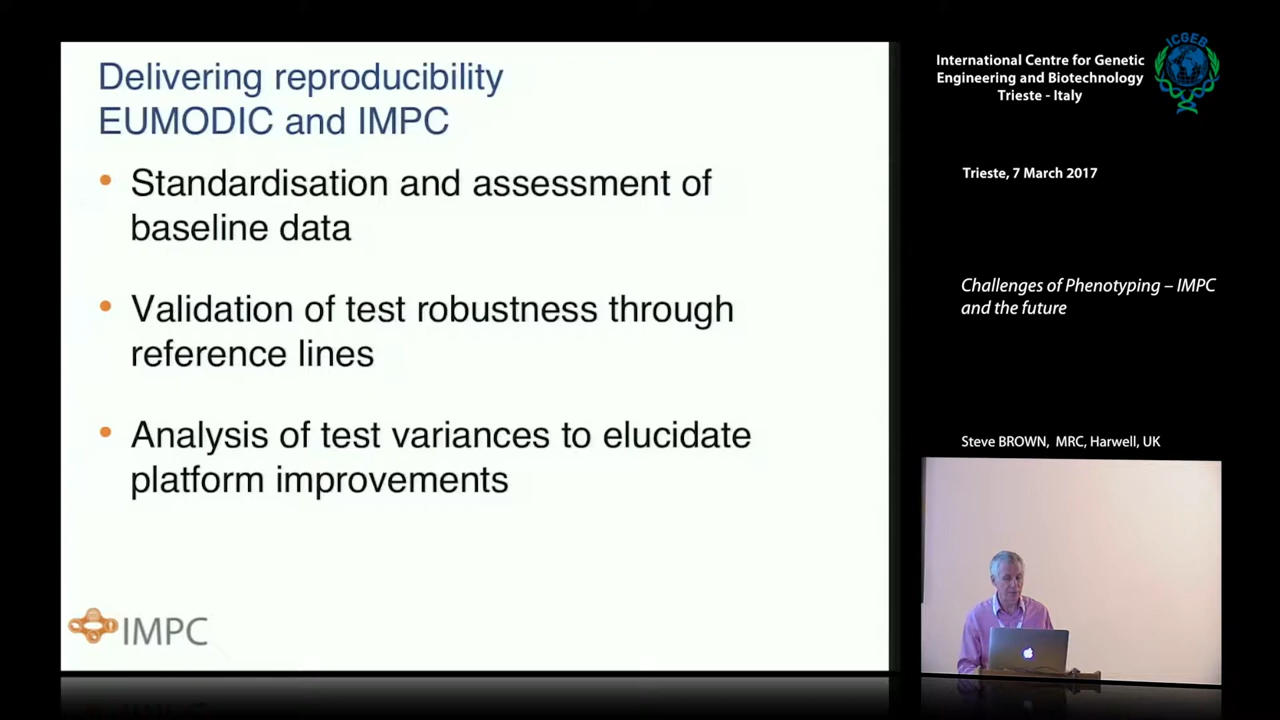 Delivering reproducibility
EUMODIC and IMPC
• Standardisation and assessment of
baseline data
• Validation of test robustness through
reference lines
• Analysis of test variances to elucidate
platform improvements
IMPC
International Centre for Genetic
Engineering and Biotechnology
Trieste - Italy
ICGEB
Trieste, 7 March 2017
Challenges of Phenotyping – IMPC
and the future
Steve BROWN, MRC, Harwell, UK